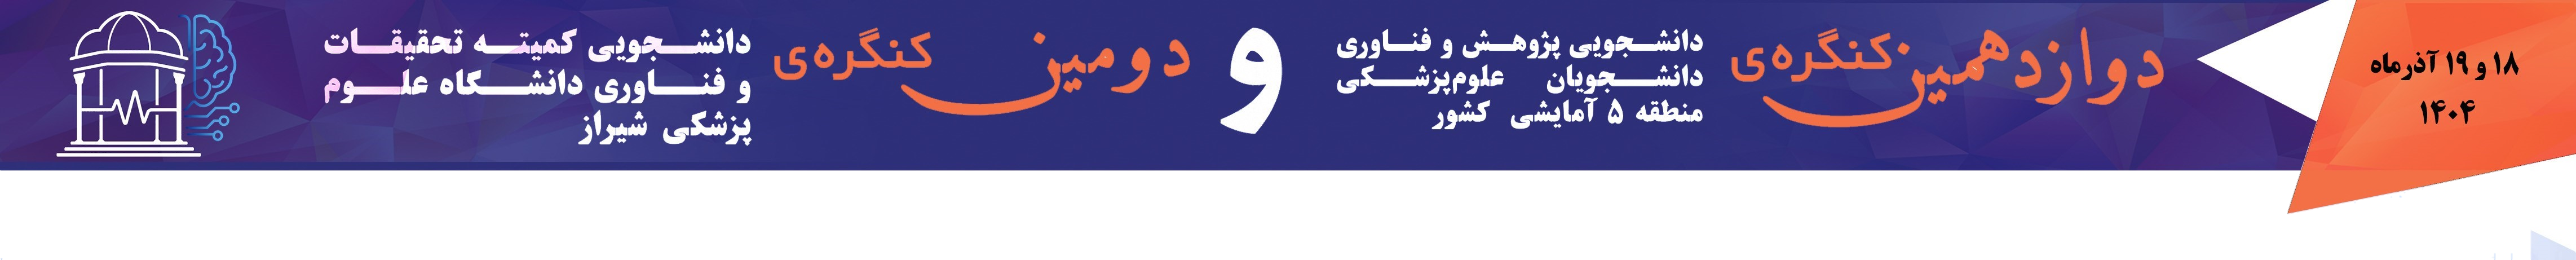 ۱۸ و ۱۹ آذرماه
۱۴۰۴
دوازدهمین کنگره‌ی
دانشجویی پژوهش و فناوری
دانشجویان علوم‌پزشکی
منطقه ۵ آمایشی کشور
و
دومین کنگره‌ی
دانشجویی کمیته تحقیقات
و فناوری دانشگاه علوم
پزشکی شیراز